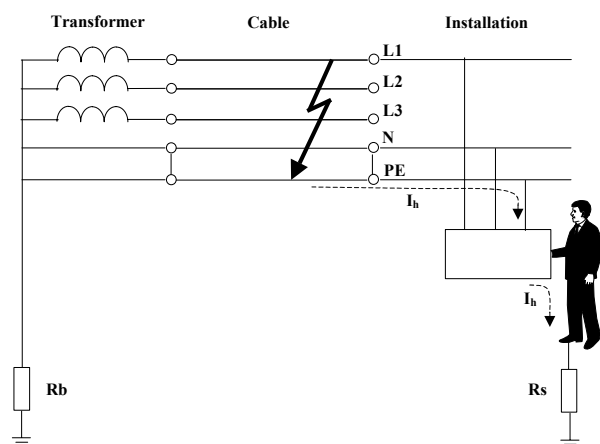 Transformer Cable Installation
L1
L2
L3
N
PE
Ih
Ih
Rb Rs